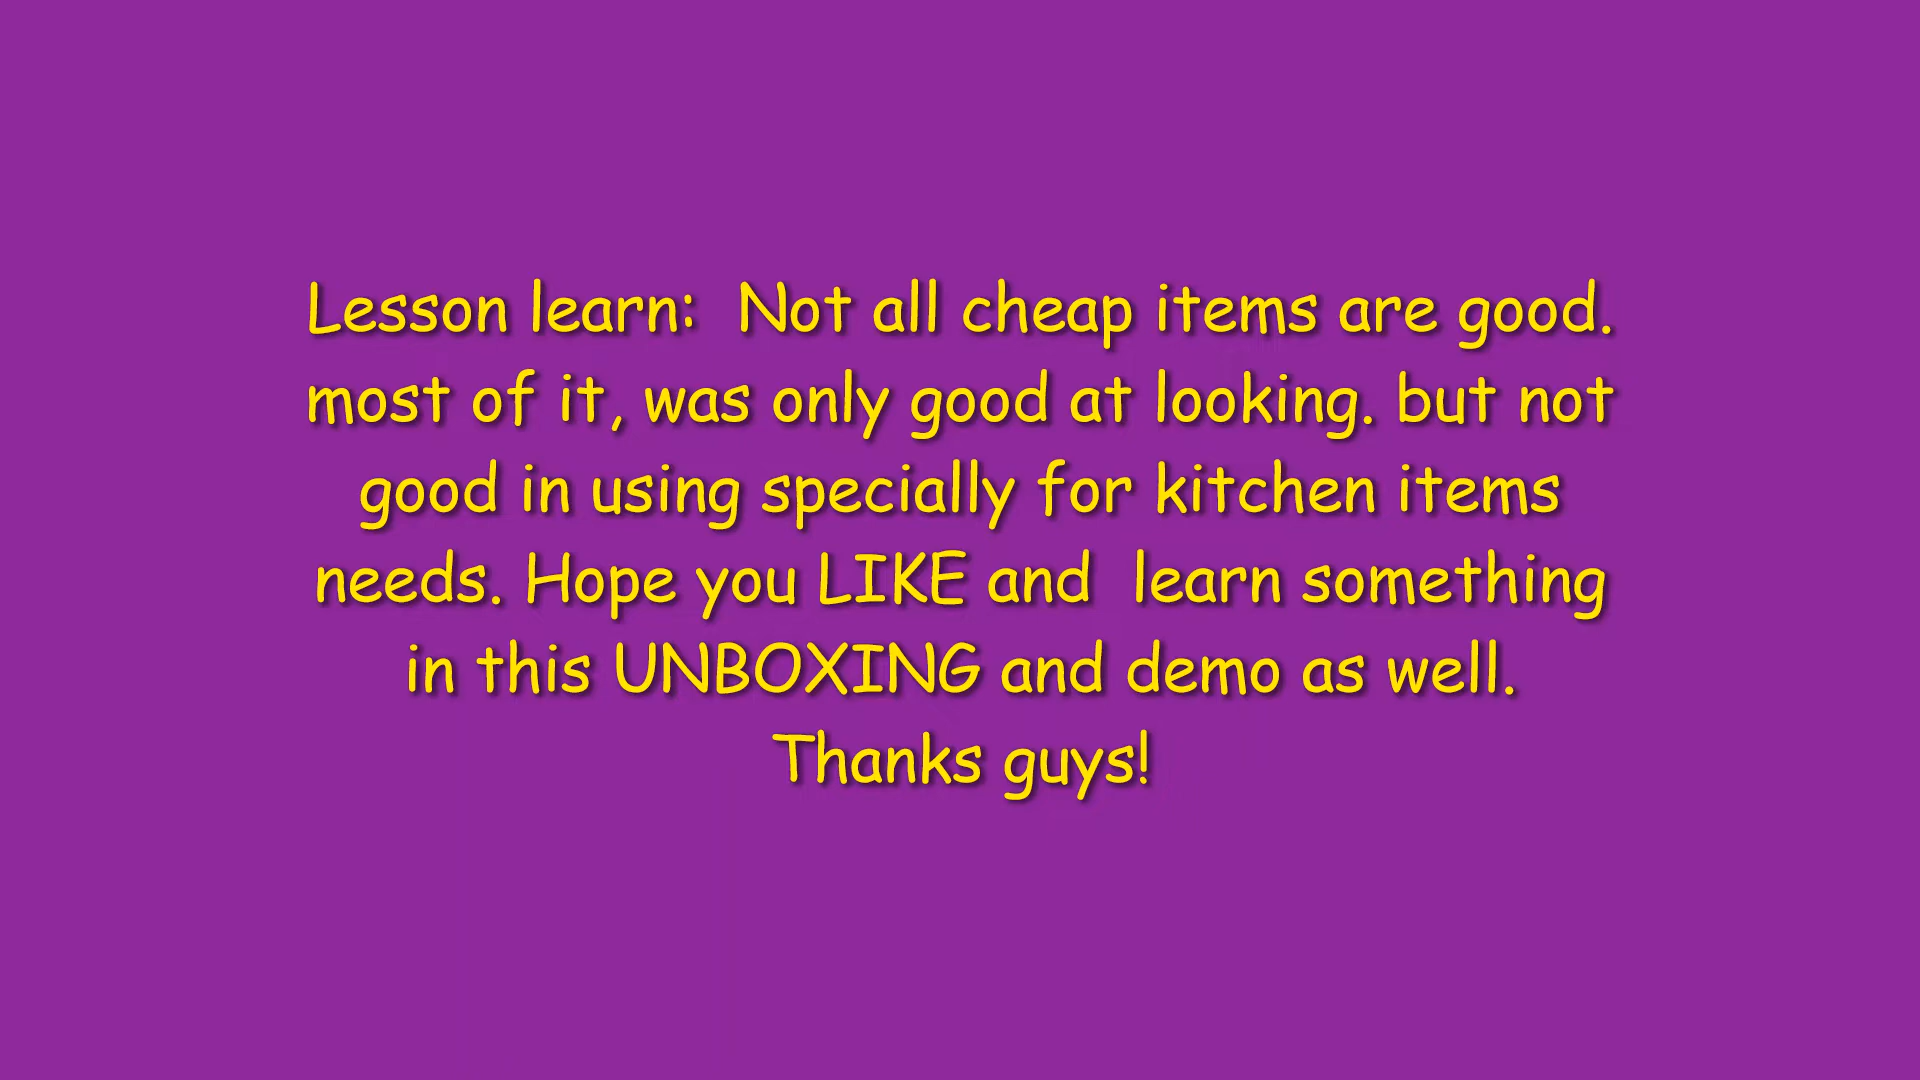 Lesson learn:  Not all cheap items are good.
most of it, was only good at looking. but not
good in using specially for kitchen items
needs. Hope you LIKE and  learn something
in this UNBOXING and demo as well.
Thanks guys!